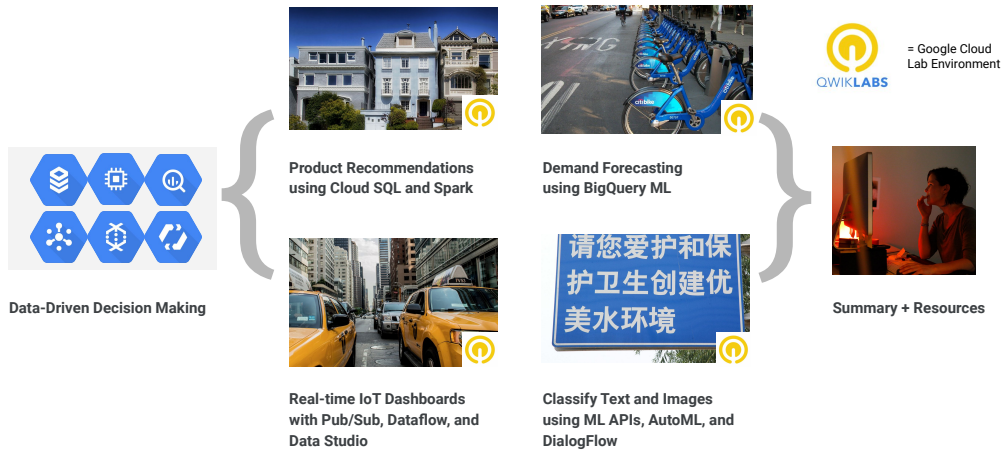 QWIKLABS
= Google Cloud
Lab Environment
Data-Driven Decision Making
Product Recommendations
using Cloud SQL and Spark
citibike
Demand Forecasting
using BigQuery ML
Real-time IoT Dashboards
with Pub/Sub, Dataflow, and
Data Studio
请您爱护和保
护卫生创建优
美水环境
Classify Text and Images
using ML APIs, AutoML, and
DialogFlow
Summary + Resources